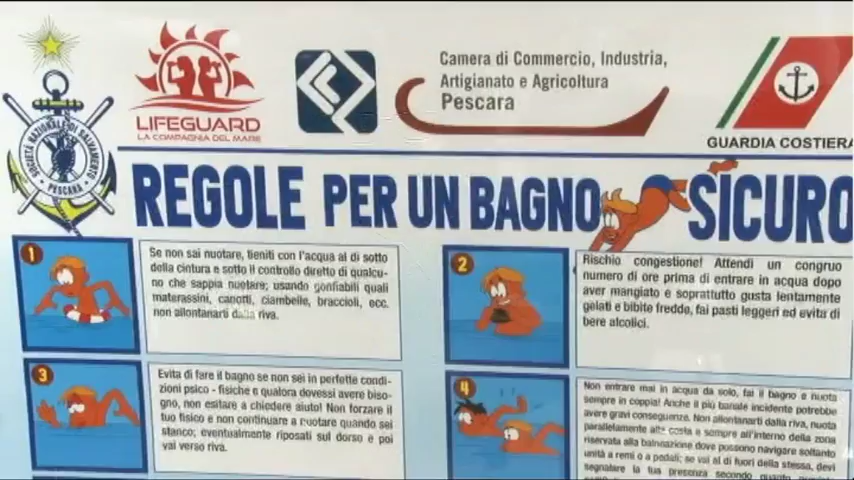 SOCIETÀ NAZIONALE DI SALVAMENTO
PESCARA
LIFEGUARD
LA COMPAGNIA DEL MARE
Camera di Commercio, Industria,
Artigianato e Agricoltura
Pescara
GUARDIA COSTIERA
REGOLE PER UN BAGNO SICURO
1
Se non sai nuotare, tieniti con l'acqua al di sotto
della cintura e sotto il controllo diretto di qualcu-
no che sappia nuotare; usando gonfiabili quali
materassini, canotti, ciambelle, braccioli, ecc.
non allontanarti dalla riva.
2
Rischio congestione! Attendi un congruo
numero di ore prima di entrare in acqua dopo
aver mangiato e soprattutto gusta lentamente
gelati e bibite fredde, fai pasti leggeri ed evita di
bere alcolici.
3
Evita di fare il bagno se non sei in perfette condi-
zioni psico - fisiche e qualora dovessi avere biso-
gno, non esitare a chiedere aiuto! Non forzare il
tuo fisico e non continuare a nuotare quando sei
stanco; eventualmente riposati sul dorso e poi
vai verso riva.
4
Non entrare mai in acqua da solo, fai il bagno e nuota
sempre in coppia! Anche il più banale incidente potrebbe
avere gravi conseguenze. Non allontanarti dalla riva, nuota
parallelamente alla costa e sempre all'interno della zona
riservata alla balneazione dove possono navigare soltanto
unità a remi o a pedali; se vai al di fuori della stessa, devi
segnalare la tua presenza secondo quanto